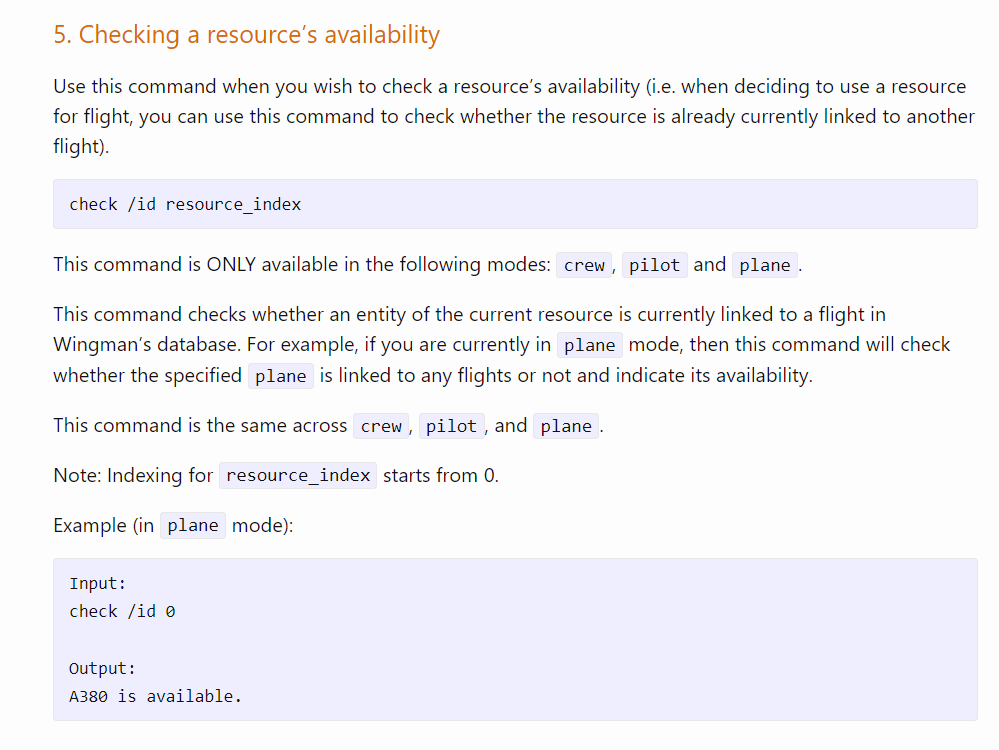 5. Checking a resource’s availability
Use this command when you wish to check a resource’s availability (i.e. when deciding to use a resource
for flight, you can use this command to check whether the resource is already currently linked to another
flight).
check /id resource_index
This command is ONLY available in the following modes: crew, pilot and plane.
This command checks whether an entity of the current resource is currently linked to a flight in
Wingman’s database. For example, if you are currently in plane mode, then this command will check
whether the specified plane is linked to any flights or not and indicate its availability.
This command is the same across crew, pilot, and plane.
Note: Indexing for resource_index starts from 0.
Example (in plane mode):
Input:
check /id 0
Output:
A380 is available.